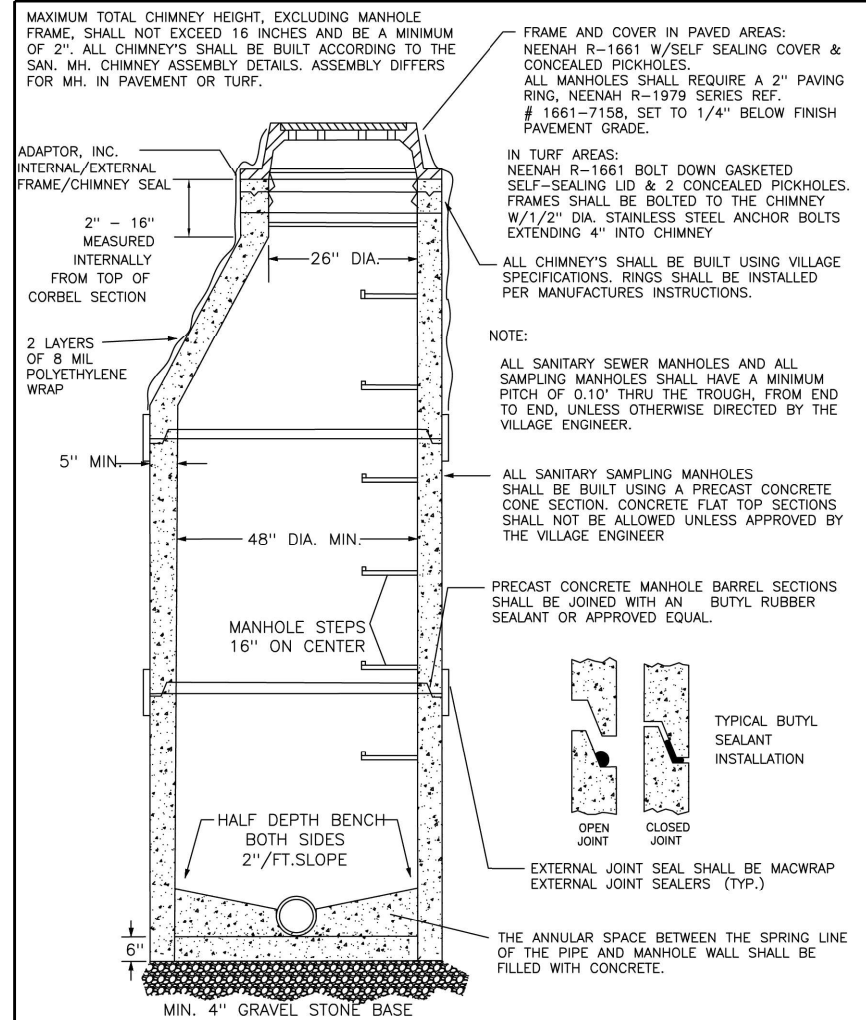 MAXIMUM TOTAL CHIMNEY HEIGHT, EXCLUDING MANHOLE
FRAME, SHALL NOT EXCEED 16 INCHES AND BE A MINIMUM
OF 2". ALL CHIMNEY'S SHALL BE BUILT ACCORDING TO THE
SAN. MH. CHIMNEY ASSEMBLY DETAILS. ASSEMBLY DIFFERS
FOR MH. IN PAVEMENT OR TURF.
FRAME AND COVER IN PAVED AREAS:
NEENAH R-1661 W/SELF SEALING COVER &
CONCEALED PICKHOLES.
ALL MANHOLES SHALL REQUIRE A 2" PAVING
RING, NEENAH R-1979 SERIES REF.
# 1661-7158, SET TO 1/4" BELOW FINISH
PAVEMENT GRADE.
IN TURF AREAS:
NEENAH R-1661 BOLT DOWN GASKETED
SELF-SEALING LID & 2 CONCEALED PICKHOLES.
FRAMES SHALL BE BOLTED TO THE CHIMNEY
W/1/2" DIA. STAINLESS STEEL ANCHOR BOLTS
EXTENDING 4" INTO CHIMNEY
ADAPTOR, INC.
INTERNAL/EXTERNAL
FRAME/CHIMNEY SEAL
2" - 16"
MEASURED
INTERNALLY
FROM TOP OF
CORBEL SECTION
26" DIA.
ALL CHIMNEY'S SHALL BE BUILT USING VILLAGE
SPECIFICATIONS. RINGS SHALL BE INSTALLED
PER MANUFACTURES INSTRUCTIONS.
2 LAYERS
OF 8 MIL
POLYETHYLENE
WRAP
NOTE:
ALL SANITARY SEWER MANHOLES AND ALL
SAMPLING MANHOLES SHALL HAVE A MINIMUM
PITCH OF 0.10' THRU THE TROUGH, FROM END
TO END, UNLESS OTHERWISE DIRECTED BY THE
VILLAGE ENGINEER.
5" MIN.
ALL SANITARY SAMPLING MANHOLES
SHALL BE BUILT USING A PRECAST CONCRETE
CONE SECTION. CONCRETE FLAT TOP SECTIONS
SHALL NOT BE ALLOWED UNLESS APPROVED BY
THE VILLAGE ENGINEER
48" DIA. MIN.
PRECAST CONCRETE MANHOLE BARREL SECTIONS
SHALL BE JOINED WITH AN BUTYL RUBBER
SEALANT OR APPROVED EQUAL.
MANHOLE STEPS
16" ON CENTER
TYPICAL BUTYL
SEALANT
INSTALLATION
OPEN
JOINT
CLOSED
JOINT
HALF DEPTH BENCH
BOTH SIDES
2"/FT.SLOPE
EXTERNAL JOINT SEAL SHALL BE MACWRAP
EXTERNAL JOINT SEALERS (TYP.)
6"
THE ANNULAR SPACE BETWEEN THE SPRING LINE
OF THE PIPE AND MANHOLE WALL SHALL BE
FILLED WITH CONCRETE.
MIN. 4" GRAVEL STONE BASE